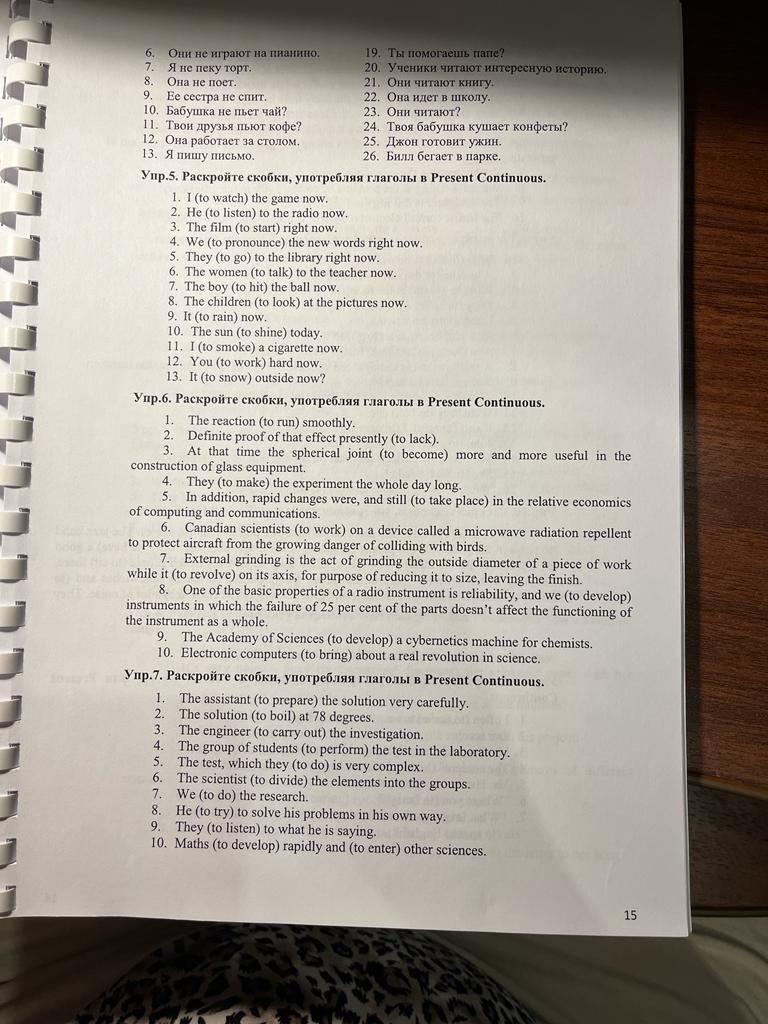 6. Они не играют на пианино.
7. Я не пеку торт.
8. Она не поет.
9. Ее сестра не спит.
10. Бабушка не пьет чай?
11. Твои друзья пьют кофе?
12. Она работает за столом.
13. Я пишу письмо.
19. Ты помогаешь папе?
20. Ученики читают интересную историю.
21. Они читают книгу.
22. Она идет в школу.
23. Они читают?
24. Твоя бабушка кушает конфеты?
25. Джон готовит ужин.
26. Билл бегает в парке.
Упр.5. Раскройте скобки, употребляя глаголы в Present Continuous.
1. I (to watch) the game now.
2. He (to listen) to the radio now.
3. The film (to start) right now.
4. We (to pronounce) the new words right now.
5. They (to go) to the library right now.
6. The women (to talk) to the teacher now.
7. The boy (to hit) the ball now.
8. The children (to look) at the pictures now.
9. It (to rain) now.
10. The sun (to shine) today.
11. I (to smoke) a cigarette now.
12. You (to work) hard now.
13. It (to snow) outside now?
Упр.6. Раскройте скобки, употребляя глаголы в Present Continuous.
1. The reaction (to run) smoothly.
2. Definite proof of that effect presently (to lack).
3. At that time the spherical joint (to become) more and more useful in the
construction of glass equipment.
4. They (to make) the experiment the whole day long.
5. In addition, rapid changes were, and still (to take place) in the relative economics
of computing and communications.
6. Canadian scientists (to work) on a device called a microwave radiation repellent
to protect aircraft from the growing danger of colliding with birds.
7. External grinding is the act of grinding the outside diameter of a piece of work
while it (to revolve) on its axis, for purpose of reducing it to size, leaving the finish.
8. One of the basic properties of a radio instrument is reliability, and we (to develop)
instruments in which the failure of 25 per cent of the parts doesn't affect the functioning of
the instrument as a whole.
9. The Academy of Sciences (to develop) a cybernetics machine for chemists.
10. Electronic computers (to bring) about a real revolution in science.
Упр.7. Раскройте скобки, употребляя глаголы в Present Continuous.
1. The assistant (to prepare) the solution very carefully.
2. The solution (to boil) at 78 degrees.
3. The engineer (to carry out) the investigation.
4. The group of students (to perform) the test in the laboratory.
5. The test, which they (to do) is very complex.
6. The scientist (to divide) the elements into the groups.
7. We (to do) the research.
8. He (to try) to solve his problems in his own way.
9. They (to listen) to what he is saying.
10. Maths (to develop) rapidly and (to enter) other sciences.
15